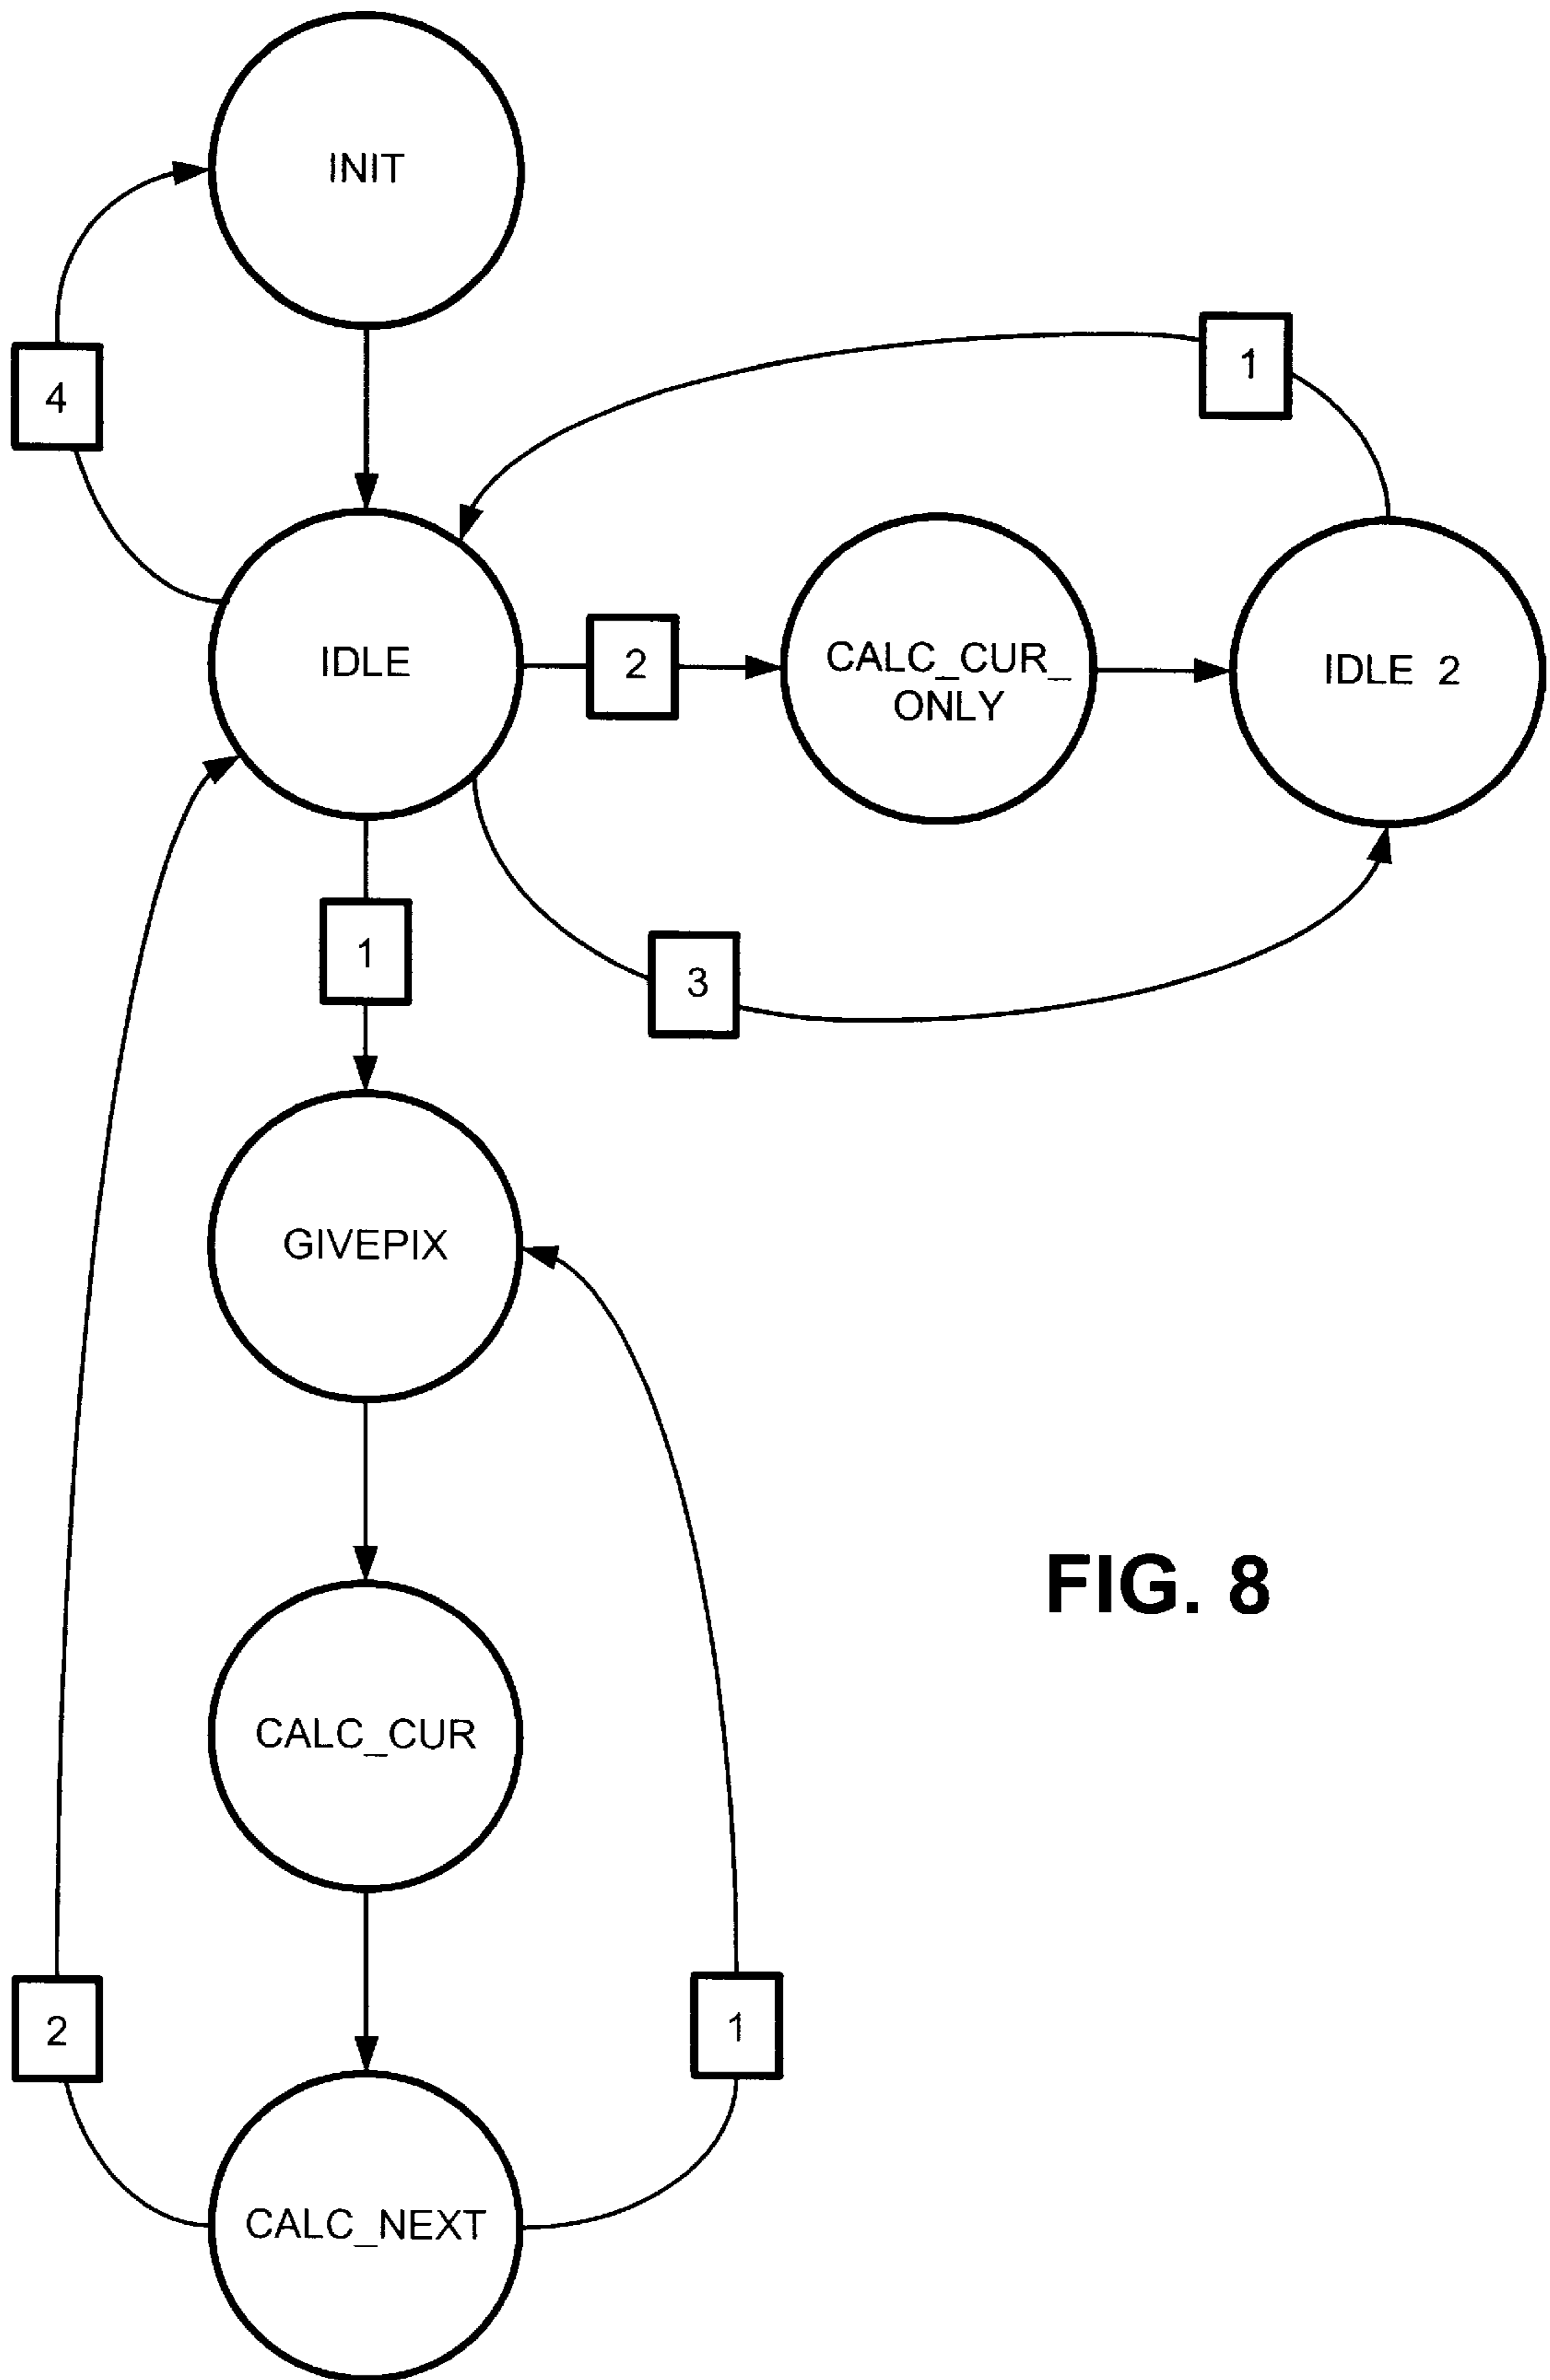 INIT
4
1
IDLE
2
CALC_CUR_
ONLY
IDLE 2
1
3
GIVEPIX
FIG. 8
CALC_CUR
2
1
CALC_NEXT